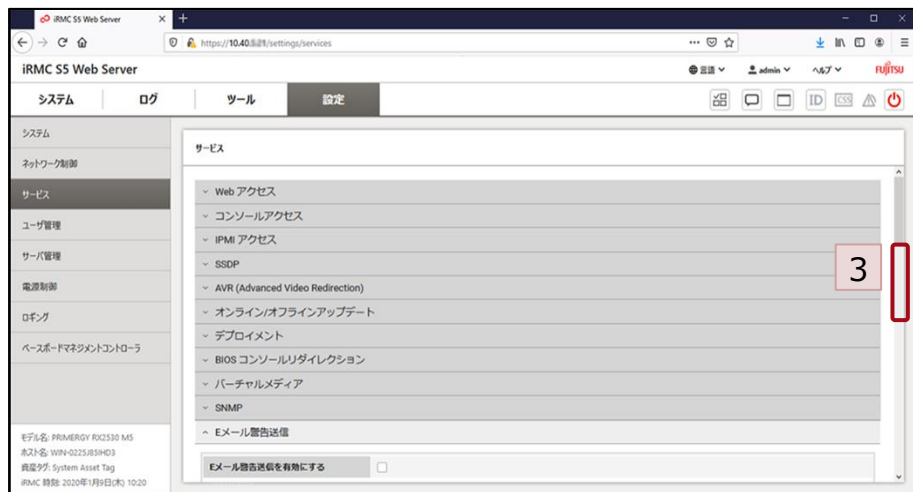 iRMC S5 Web Server
https://10.40./settings/services
iRMC S5 Web Server
言語 admin ヘルプ FUJITSU
システム ログ ツール 設定 ID CSS
システム
ネットワーク制御
サービス
ユーザ管理
サーバ管理
電源制御
ロギング
ベースボードマネジメントコントローラ
モデル名: PRIMERGY RX2530 M5
ホスト名: WIN-0225J85IHD3
資産タグ: System Asset Tag
iRMC 時刻: 2020年1月9日(木) 10:20
サービス
Web アクセス
コンソールアクセス
IPMI アクセス
SSDP
AVR (Advanced Video Redirection)
オンライン/オフラインアップデート
デプロイメント
BIOS コンソールリダイレクション
バーチャルメディア
SNMP
Eメール警告送信
Eメール警告送信を有効にする
3